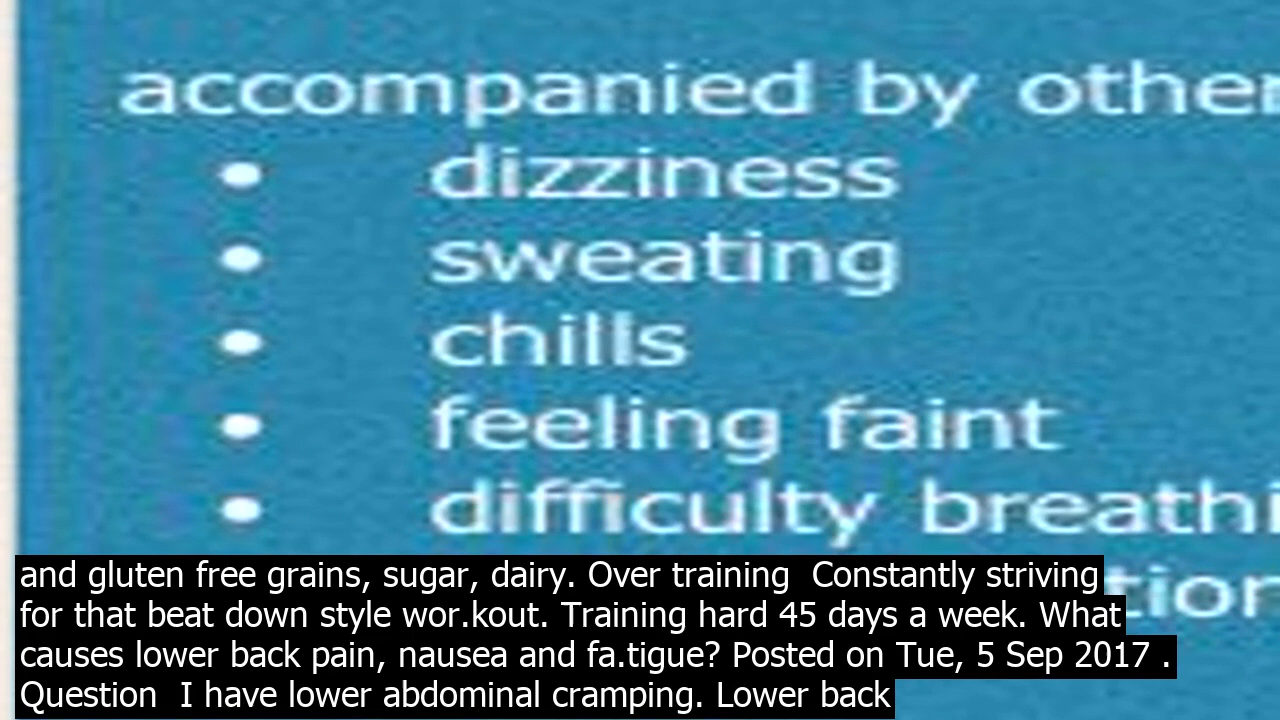 accompanied by other
• dizziness
• sweating
• chills
• feeling faint
• difficulty
and gluten free grains, sugar, dairy. Over training  Constantly striving
for that beat down style wor.kout. Training hard 45 days a week. What
causes lower back pain, nausea and fa.tigue? Posted on Tue, 5 Sep 2017 .
Question  I have lower abdominal cramping. Lower back